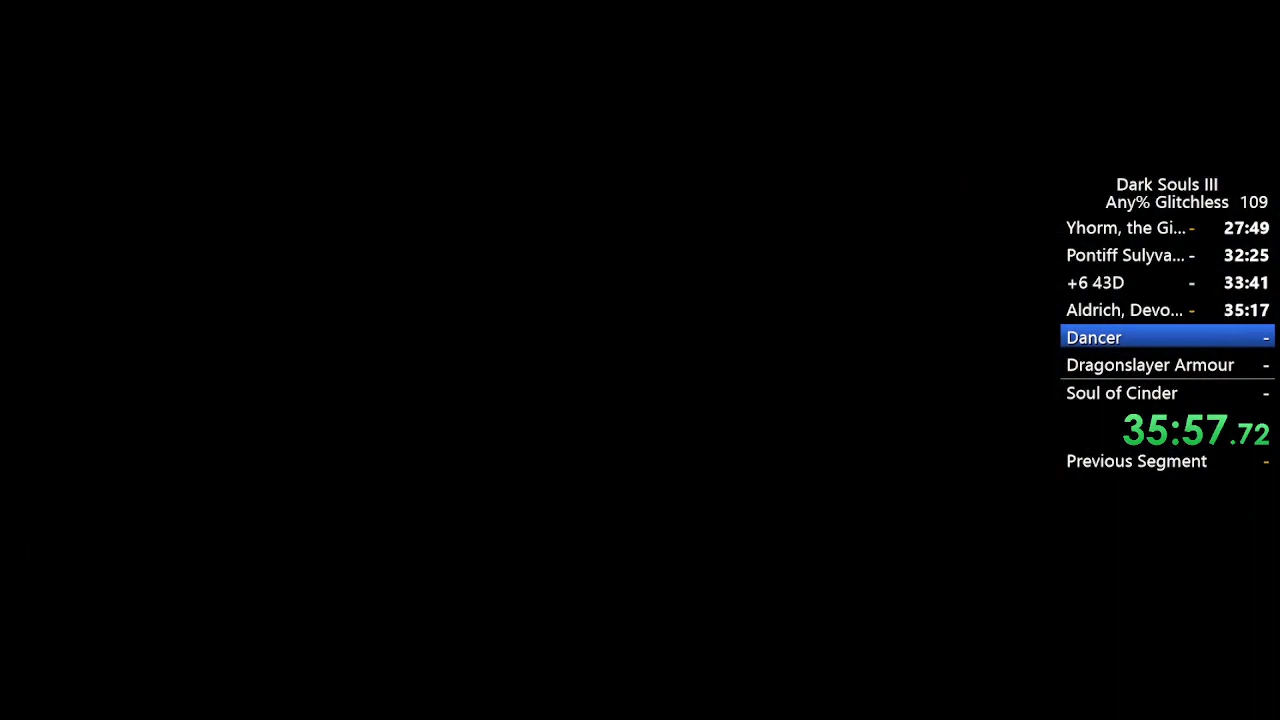 Dark Souls III
Any% Glitchless 109
Yhorm, the Gi... - 27:49
Pontiff Sulyva... - 32:25
+6 43D - 33:41
Aldrich, Devo... - 35:17
Dancer -
Dragonslayer Armour -
Soul of Cinder -
35:57.72
Previous Segment -